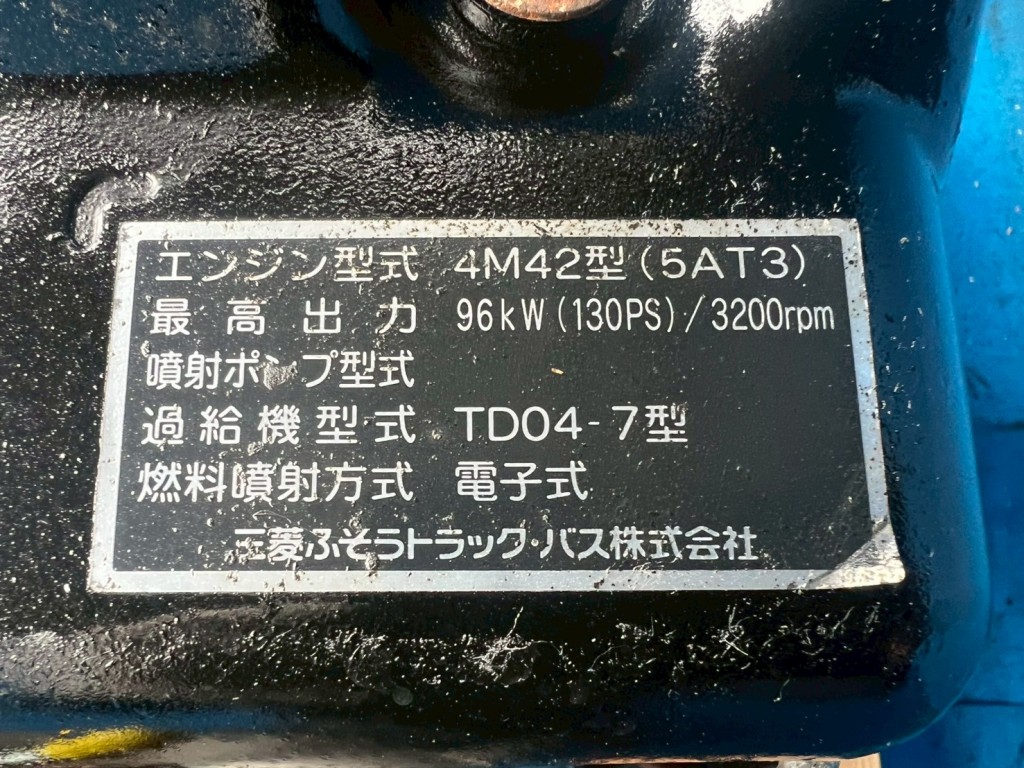 エンジン型式 4M42型(5AT3)
最高出力 96kW(130PS)/3200rpm
噴射ポンプ型式
過給機型式 TD04-7型
燃料噴射方式 電子式
三菱ふそうトラック・バス株式会社